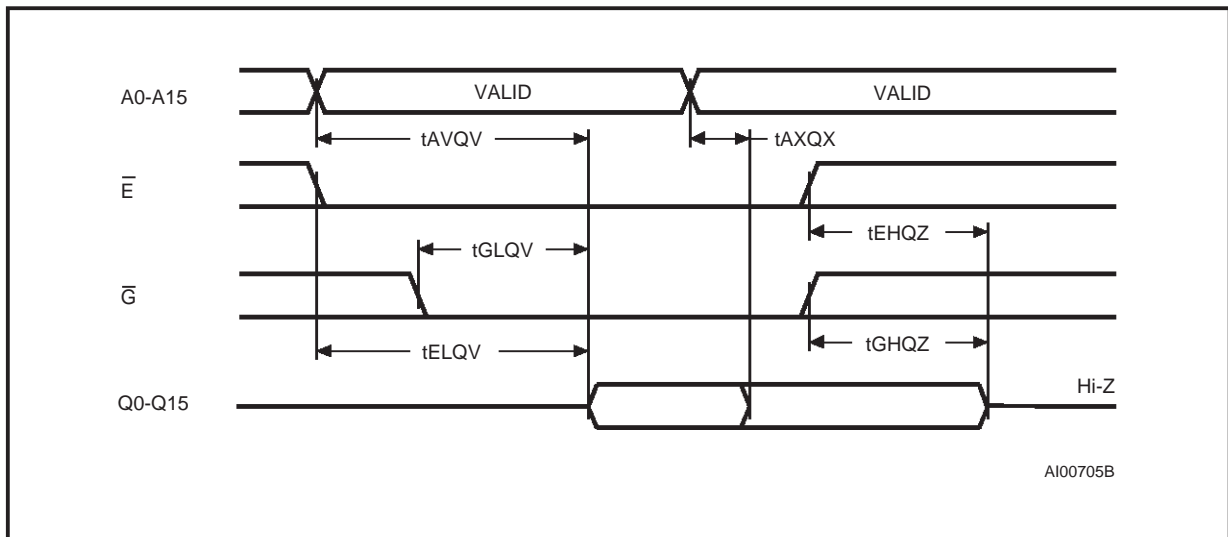 A0-A15
VALID
VALID
tAVQV
tAXQX
E̅
tGLQV
tEHQZ
G̅
tELQV
tGHQZ
Q0-Q15
Hi-Z
AI00705B